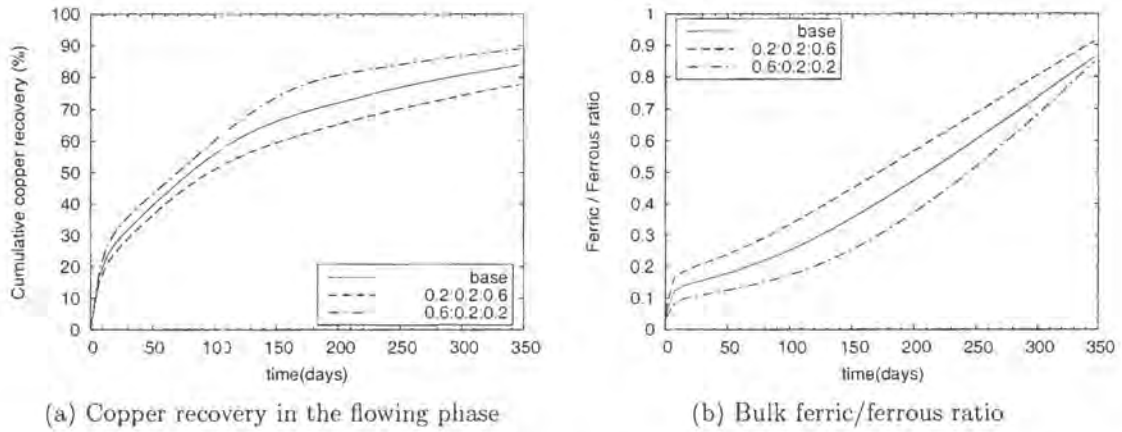 Cumulative copper recovery (%)
100
90
80
70
60
50
40
30
20
10
0
base
0.2:0.2:0.6
0.6:0.2:0.2
0 50 100 150 200 250 300 350
time(days)
(a) Copper recovery in the flowing phase
Ferric / Ferrous ratio
1
0.9
0.8
0.7
0.6
0.5
0.4
0.3
0.2
0.1
0
base
0.2:0.2:0.6
0.6:0.2:0.2
0 50 100 150 200 250 300 350
time(days)
(b) Bulk ferric/ferrous ratio